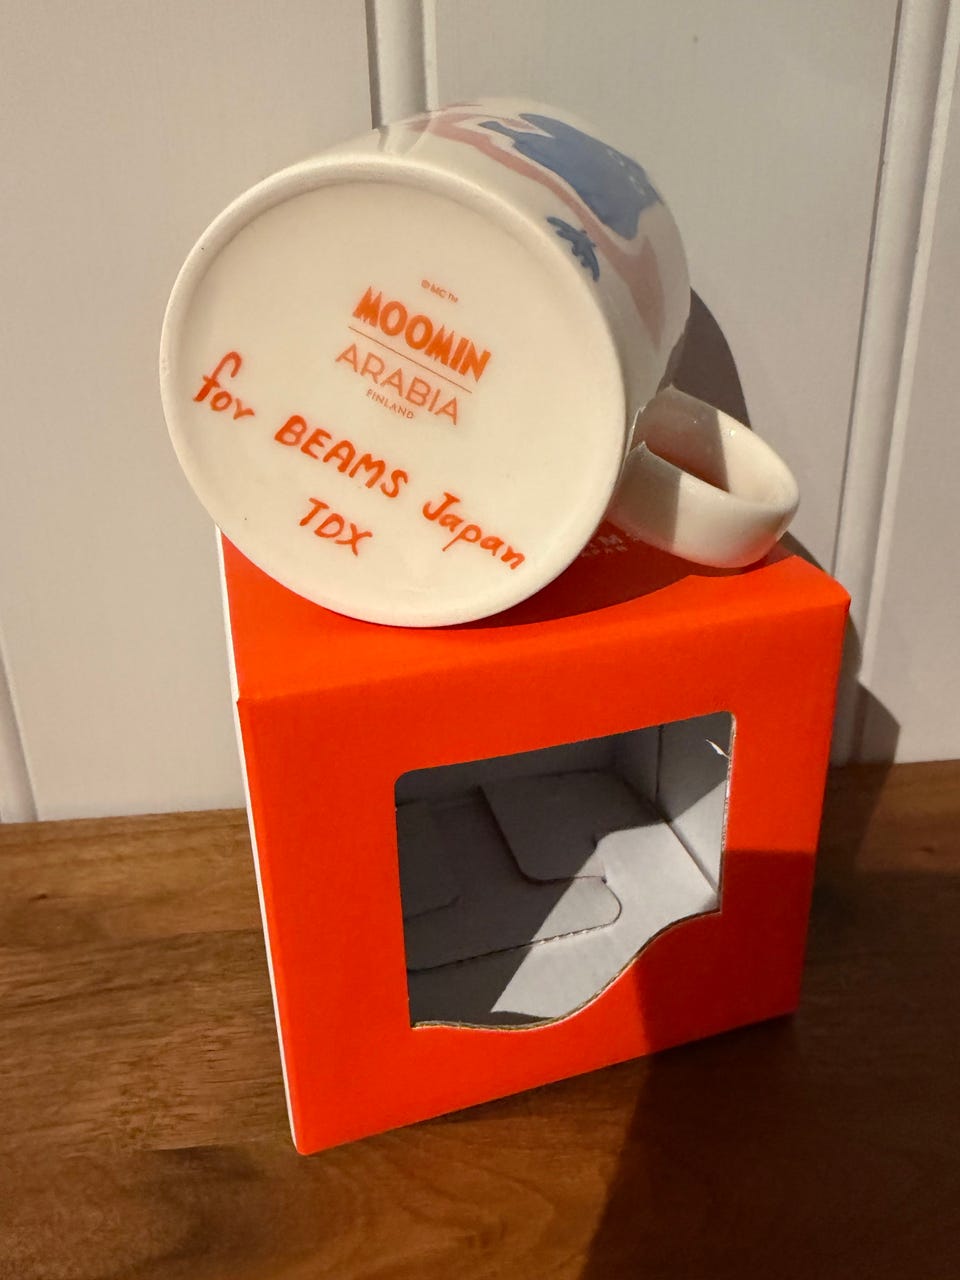 © MC™
MOOMIN
ARABIA
FINLAND
for BEAMS Japan
TDX